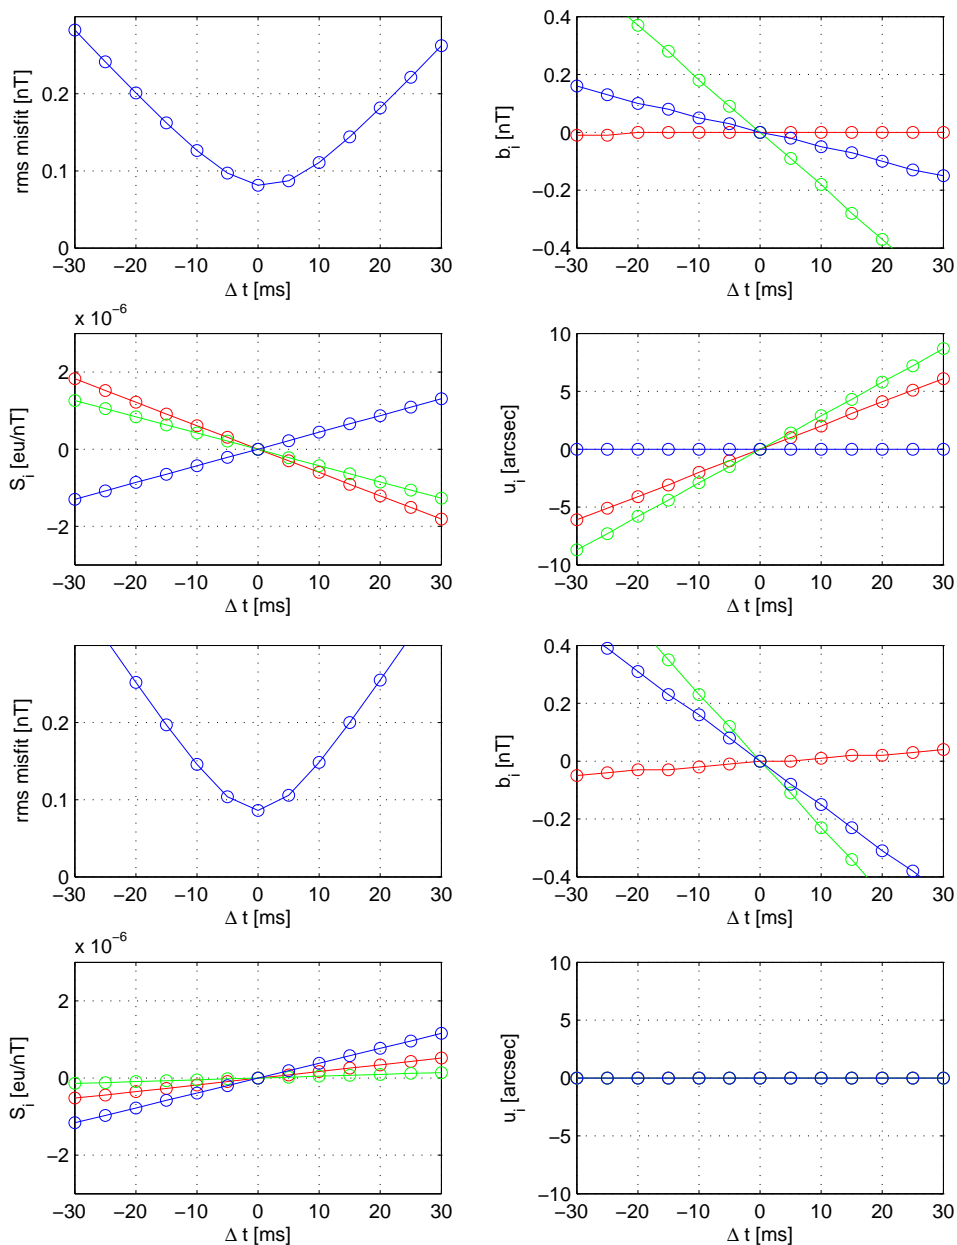 rms misfit [nT]
0.2
0.1
0
−30 −20 −10 0 10 20 30
Δ t [ms]
b_i [nT]
0.4
0.2
0
−0.2
−0.4
−30 −20 −10 0 10 20 30
Δ t [ms]
x 10^−6
S_i [eu/nT]
2
0
−2
−30 −20 −10 0 10 20 30
Δ t [ms]
u_i [arcsec]
10
5
0
−5
−10
−30 −20 −10 0 10 20 30
Δ t [ms]
rms misfit [nT]
0.2
0.1
0
−30 −20 −10 0 10 20 30
Δ t [ms]
b_i [nT]
0.4
0.2
0
−0.2
−0.4
−30 −20 −10 0 10 20 30
Δ t [ms]
x 10^−6
S_i [eu/nT]
2
0
−2
−30 −20 −10 0 10 20 30
Δ t [ms]
u_i [arcsec]
10
5
0
−5
−10
−30 −20 −10 0 10 20 30
Δ t [ms]